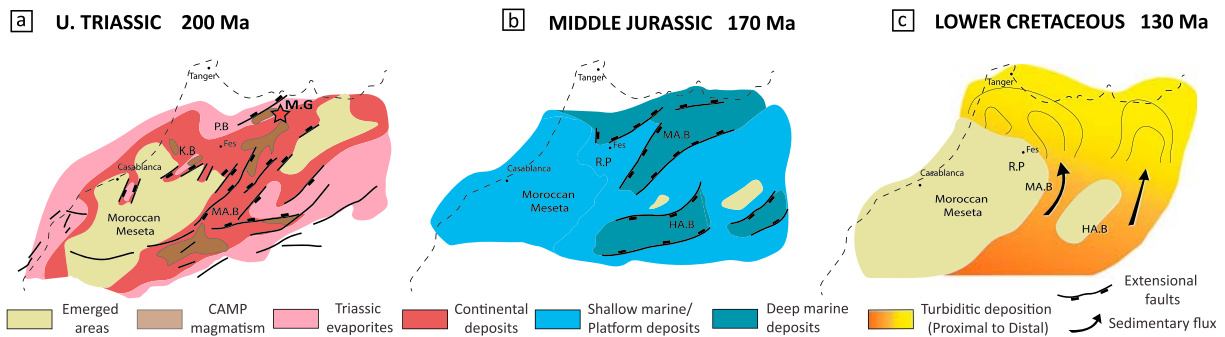 a U. TRIASSIC 200 Ma
Tanger
M.G
P.B
K.B
Fes
Casablanca
Moroccan
Meseta
MA.B
b MIDDLE JURASSIC 170 Ma
Tanger
MA.B
Fes
R.P
Casablanca
Moroccan
Meseta
HA.B
c LOWER CRETACEOUS 130 Ma
Tanger
Fes
R.P
Casablanca
MA.B
Moroccan
Meseta
HA.B
Emerged
areas
CAMP
magmatism
Triassic
evaporites
Continental
deposits
Shallow marine/
Platform deposits
Deep marine
deposits
Turbiditic deposition
(Proximal to Distal)
Extensional
faults
Sedimentary flux